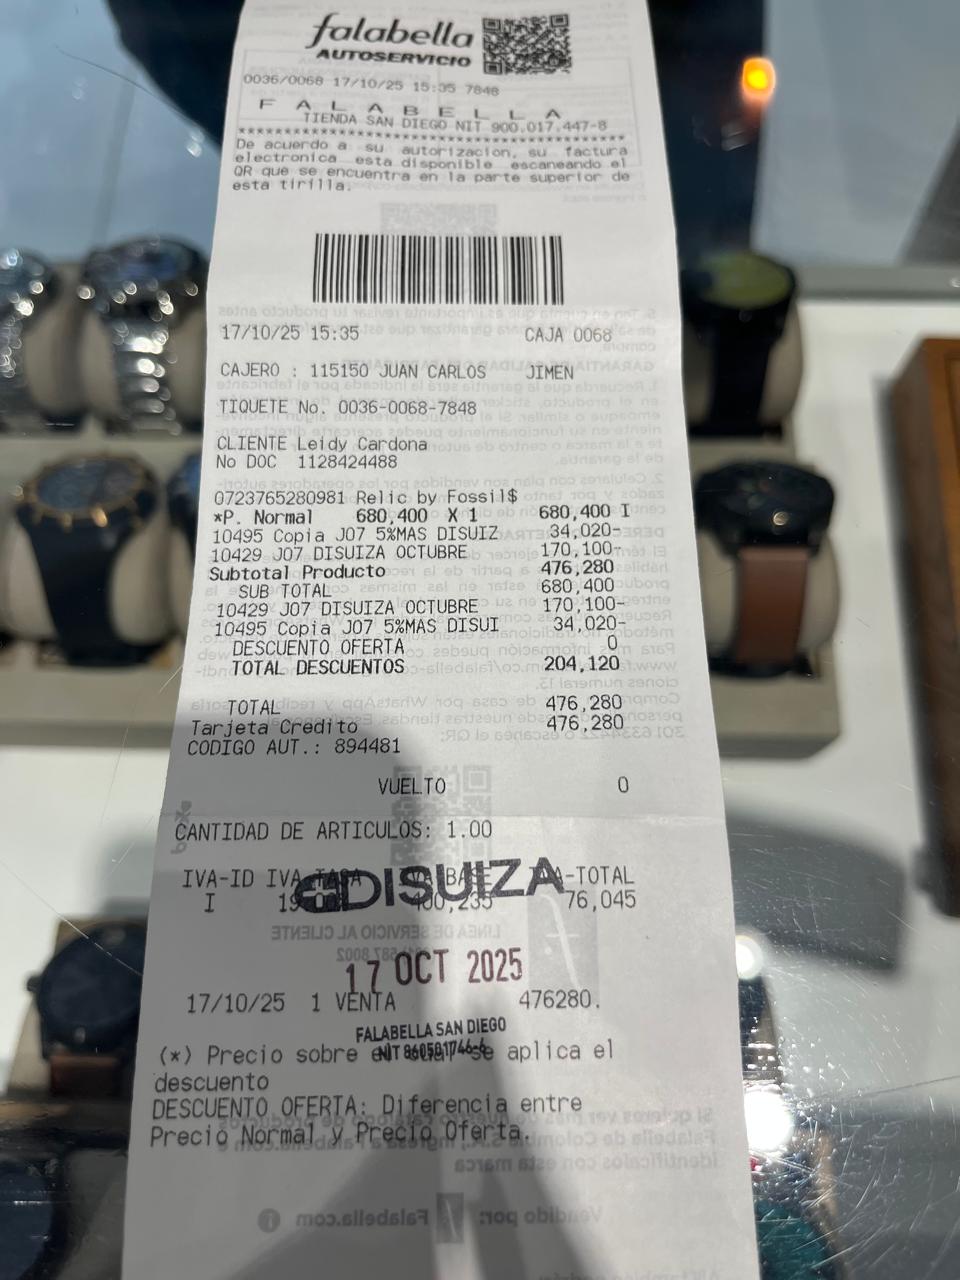 falabella
AUTOSERVICIO
0036/0068 17/10/25 15:35 7848
F A L A B E L L A
TIENDA SAN DIEGO NIT 900.017.447-8
******************************************
De acuerdo a su autorizacion, su factura
electronica esta disponible escaneando el
QR que se encuentra en la parte superior de
esta tirilla.
17/10/25 15:35 CAJA 0068
CAJERO : 115150 JUAN CARLOS JIMEN
TIQUETE No. 0036-0068-7848
CLIENTE Leidy Cardona
No DOC 1128424488
0723765280981 Relic by Fossil$
*P. Normal 680,400 X 1 680,400 I
10495 Copia J07 5%MAS DISUIZ 34,020-
10429 J07 DISUIZA OCTUBRE 170,100-
Subtotal Producto 476,280
SUB TOTAL 680,400
10429 J07 DISUIZA OCTUBRE 170,100-
10495 Copia J07 5%MAS DISUI 34,020-
DESCUENTO OFERTA 0
TOTAL DESCUENTOS 204,120
TOTAL 476,280
Tarjeta Credito 476,280
CODIGO AUT.: 894481
VUELTO 0
CANTIDAD DE ARTICULOS: 1.00
IVA-ID IVA-TASA IVA-BASE IVA-TOTAL
I 76,045
DISUIZA
17 OCT 2025
17/10/25 1 VENTA 476280.
FALABELLA SAN DIEGO
(*) Precio sobre el se aplica el
descuento
DESCUENTO OFERTA: Diferencia entre
Precio Normal y Precio Oferta.